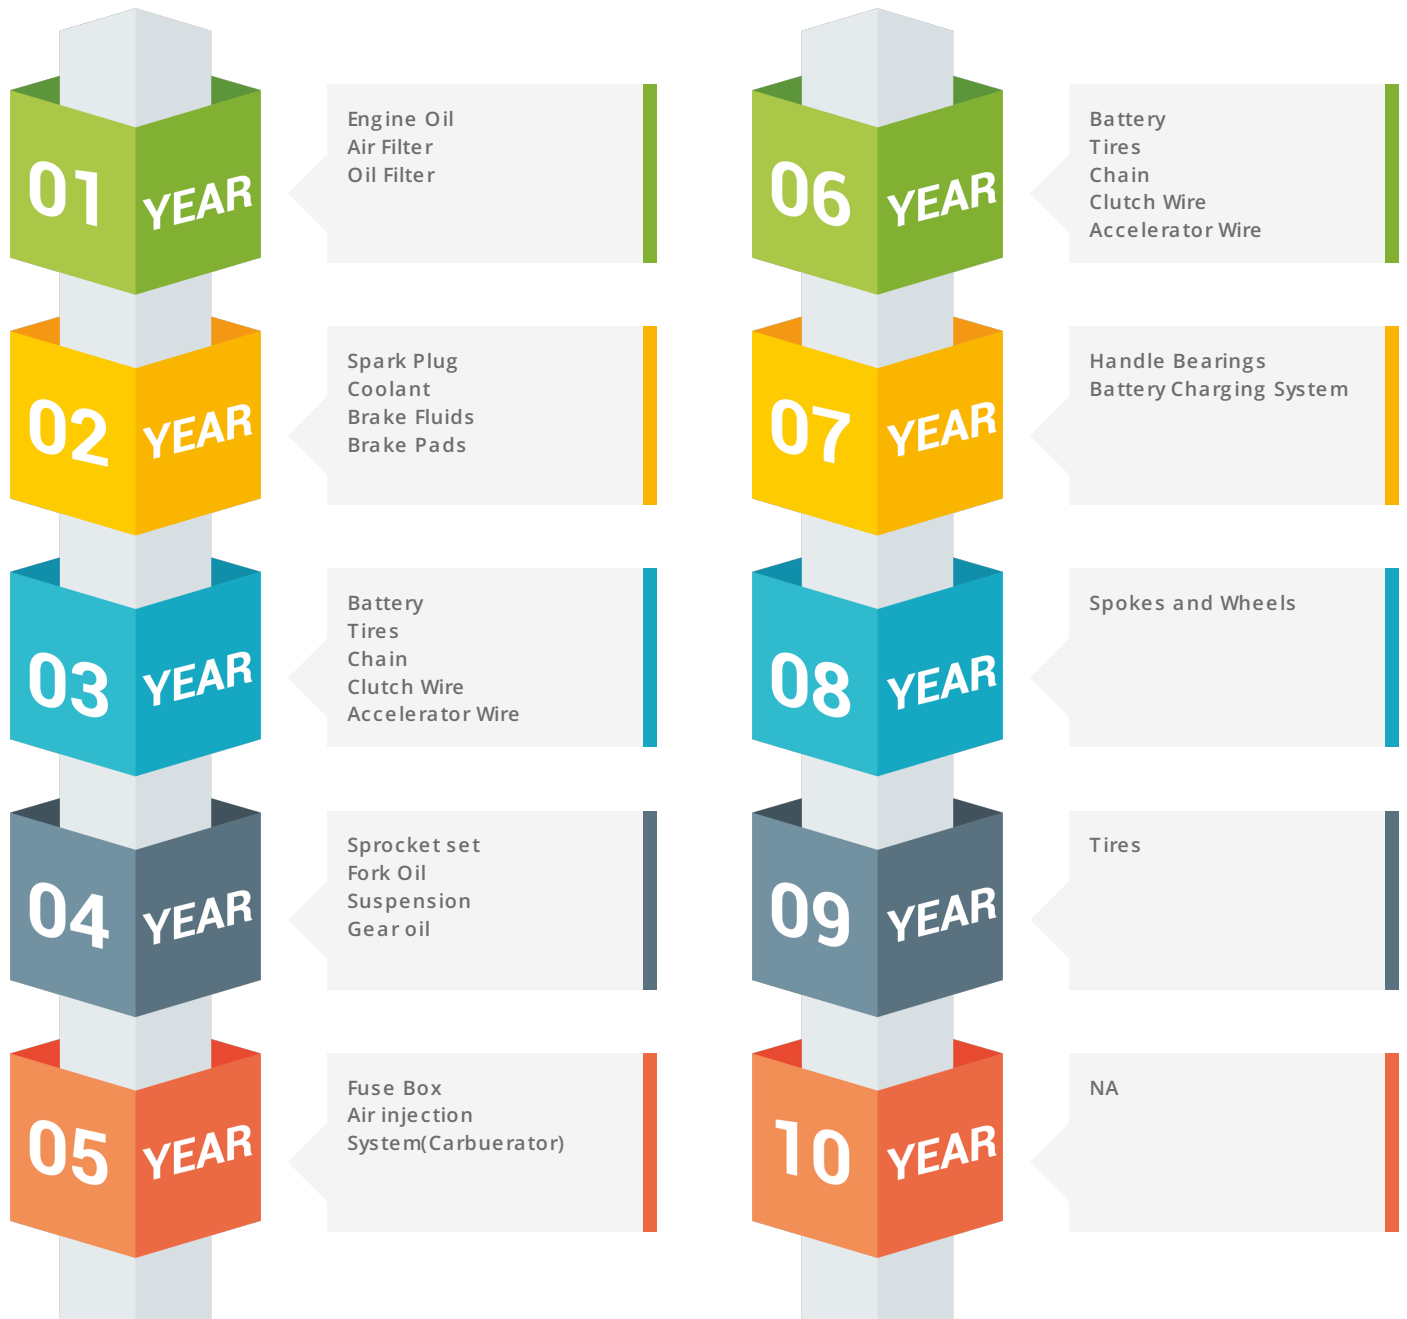 01 YEAR
Engine Oil
Air Filter
Oil Filter
02 YEAR
Spark Plug
Coolant
Brake Fluids
Brake Pads
03 YEAR
Battery
Tires
Chain
Clutch Wire
Accelerator Wire
04 YEAR
Sprocket set
Fork Oil
Suspension
Gear oil
05 YEAR
Fuse Box
Air injection
System(Carbuerator)
06 YEAR
Battery
Tires
Chain
Clutch Wire
Accelerator Wire
07 YEAR
Handle Bearings
Battery Charging System
08 YEAR
Spokes and Wheels
09 YEAR
Tires
10 YEAR
NA